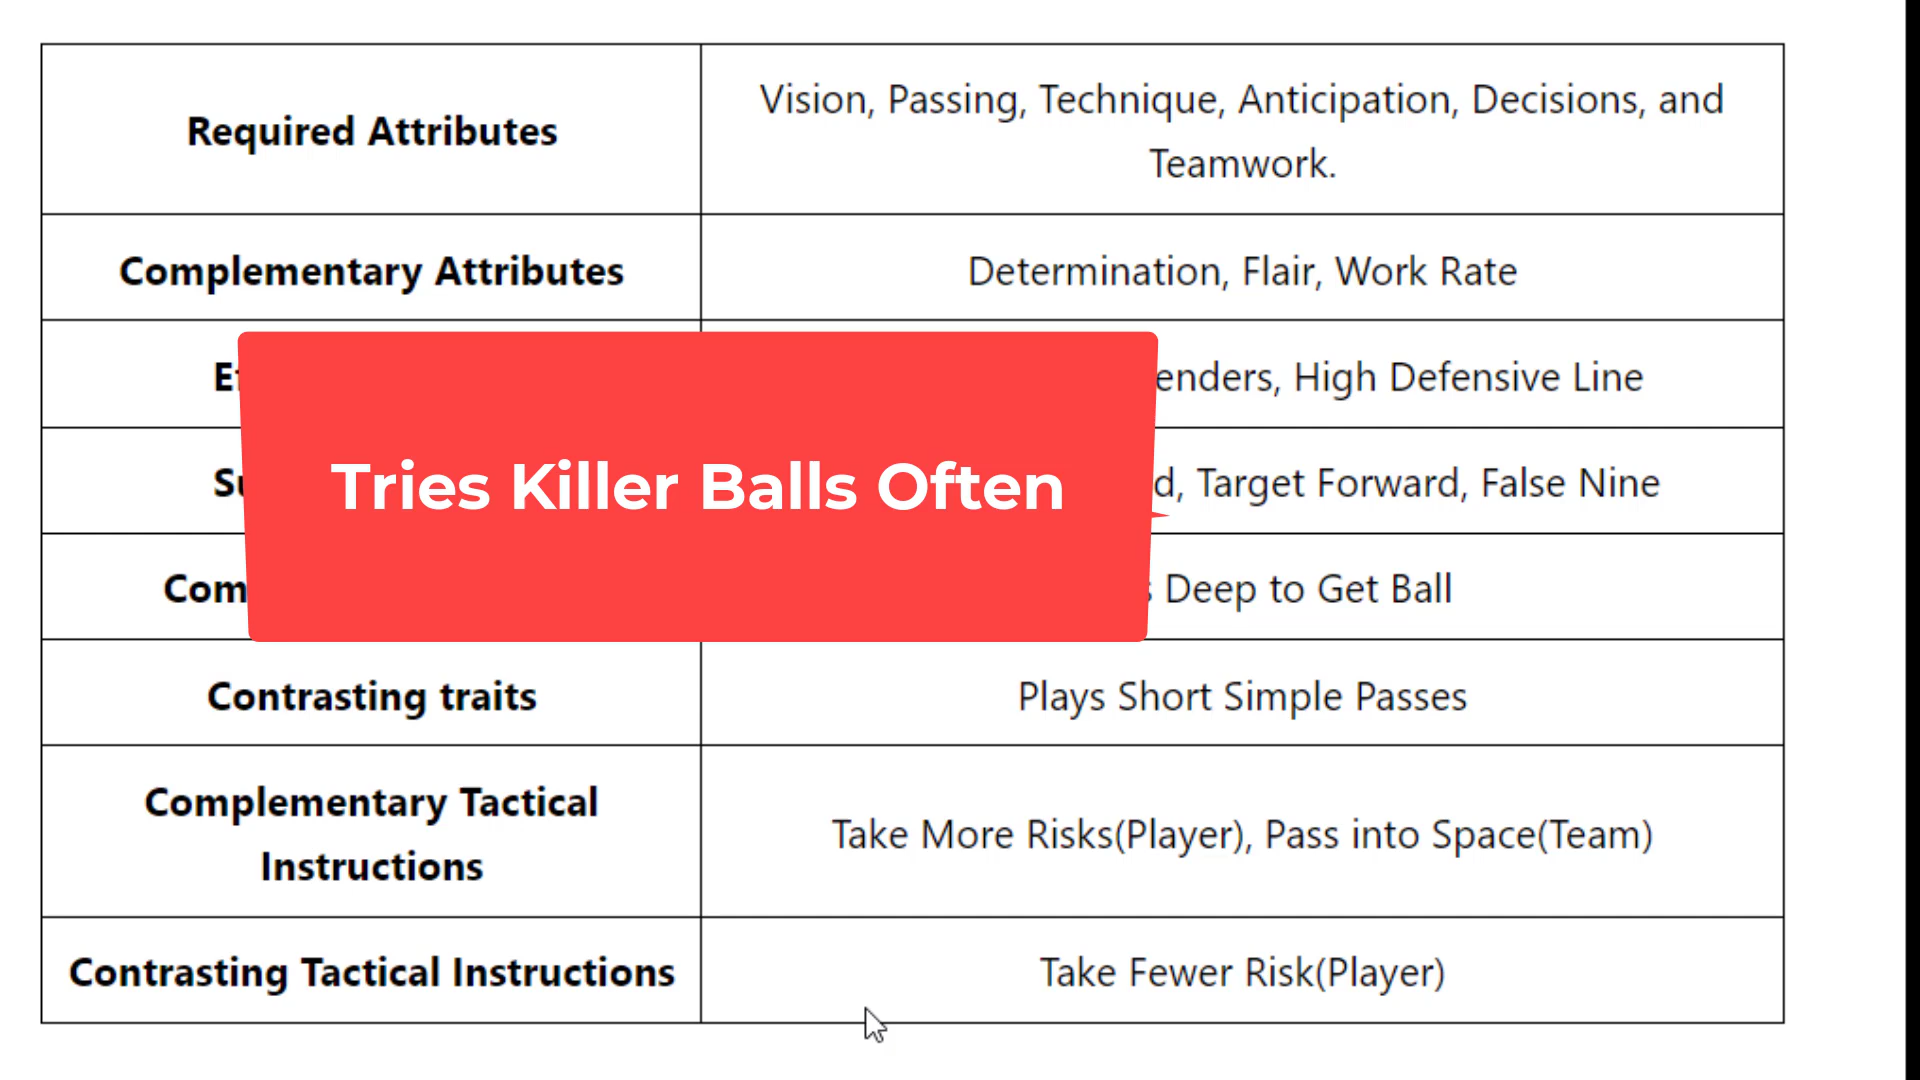 Required Attributes
Vision, Passing, Technique, Anticipation, Decisions, and
Teamwork.
Complementary Attributes
Determination, Flair, Work Rate
High Defensive Line
Tries Killer Balls Often
Target Forward, False Nine
Deep to Get Ball
Contrasting traits
Plays Short Simple Passes
Complementary Tactical
Instructions
Take More Risks(Player), Pass into Space(Team)
Contrasting Tactical Instructions
Take Fewer Risk(Player)